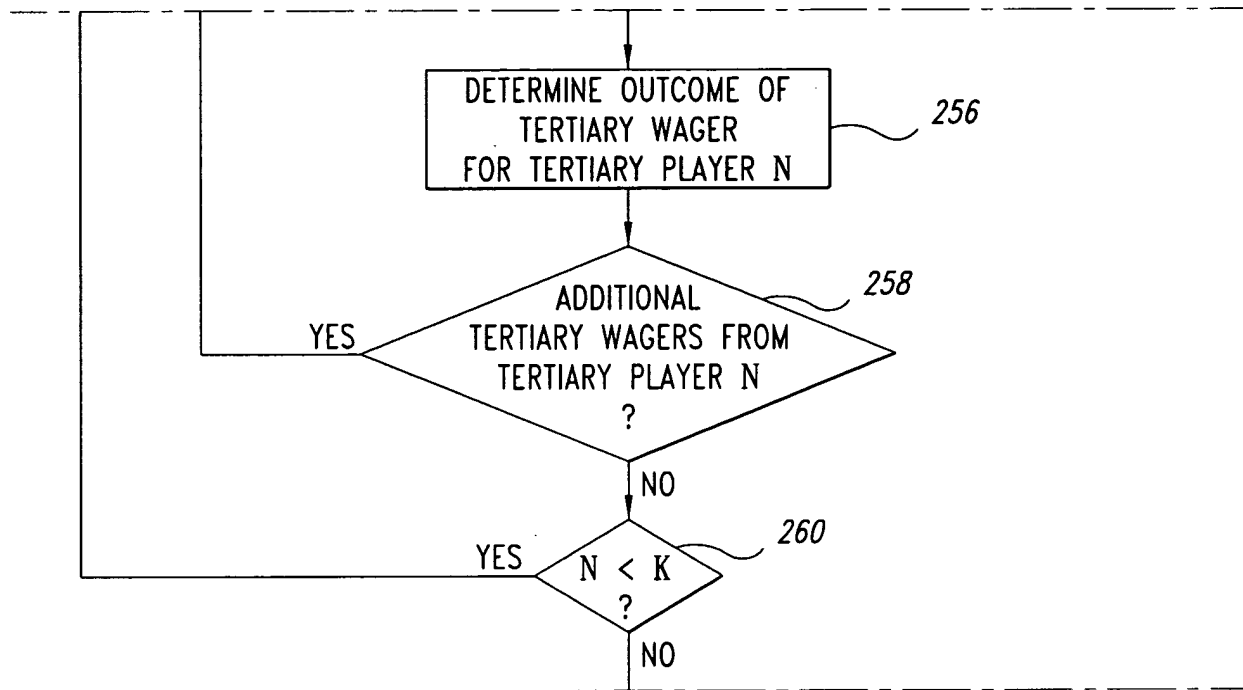 DETERMINE OUTCOME OF
TERTIARY WAGER
FOR TERTIARY PLAYER N
256
ADDITIONAL
TERTIARY WAGERS FROM
TERTIARY PLAYER N
?
258
YES
NO
260
YES
N < K
?
NO